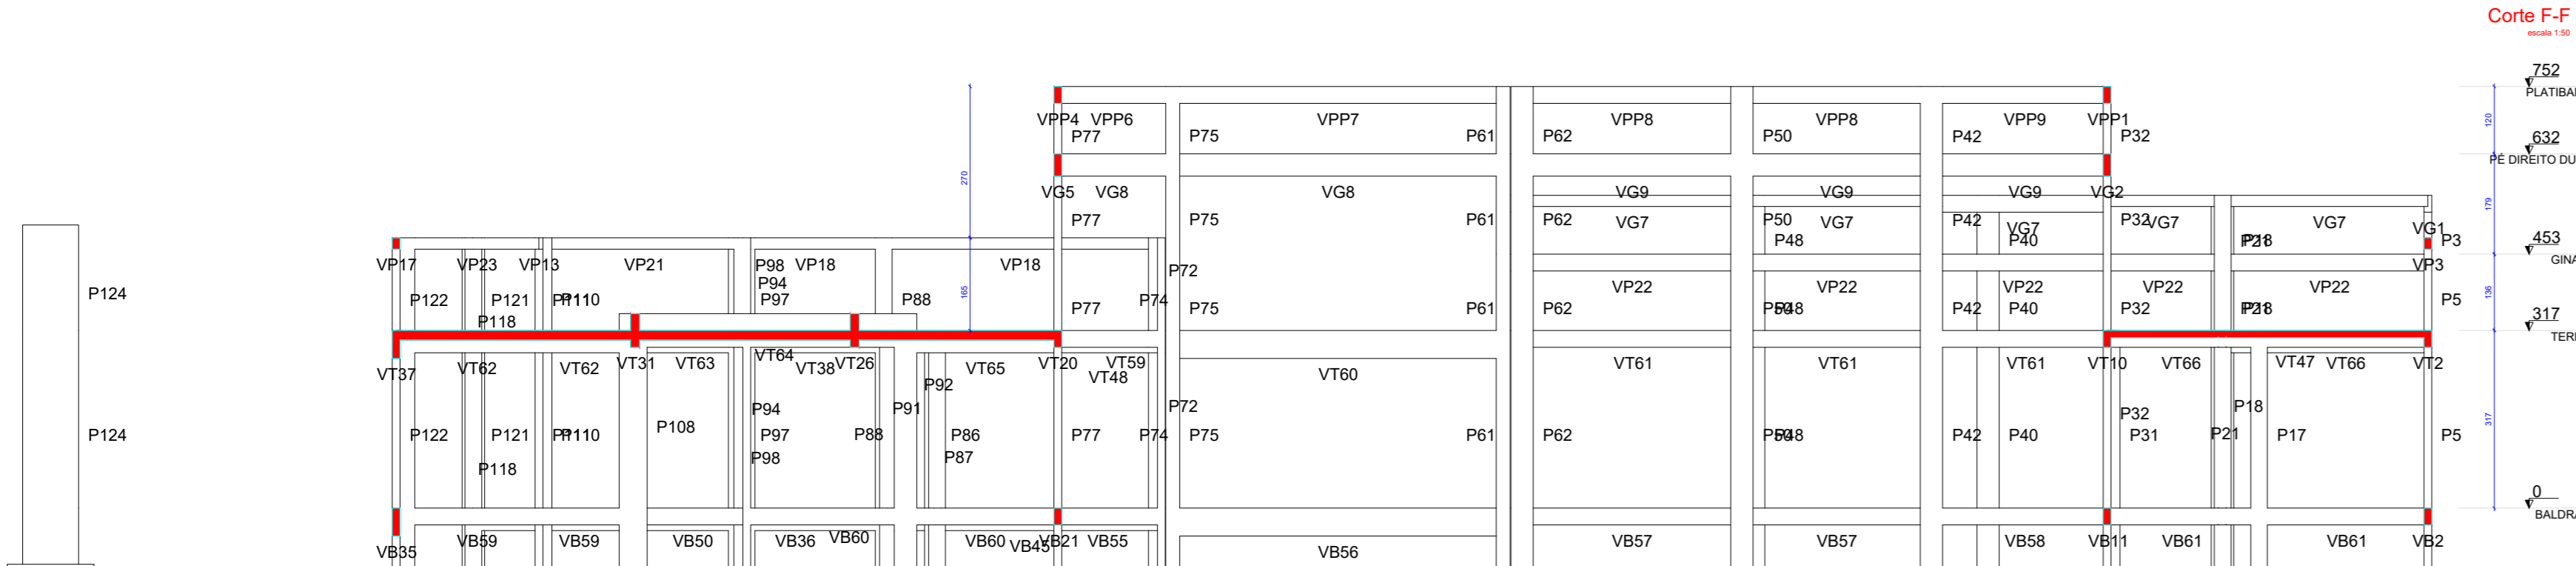 Corte F-F
escala 1:50
752
PLATIBA
120
632
PÉ DIREITO DU
VPP4 VPP6 VPP7 VPP8 VPP8 VPP9 VPP1
P77 P75 P61 P62 P50 P42 P32
270
179
VG5 VG8 VG8 VG9 VG9 VG9 VG2
P77 P75 P61 P62 P50 P42 P32
VG7 VG7 VG7 VG7 VG7 VG1
P48 P40 P21 P18 P3
453
GINA
VP17 VP23 VP13 VP21 P98 VP18 VP18 P72 VP3
P94
P124 P122 P121 P111 P110 P97 P88 VP22 VP22 VP22 VP22 VP22
165
136
P118 P77 P74 P75 P61 P62 P50 P48 P42 P40 P32 P21 P18 P5
317
TER
VT37 VT62 VT62 VT31 VT63 VT64 VT38 VT26 VT65 VT20 VT59 VT48 VT60 VT61 VT61 VT61 VT10 VT66 VT47 VT66 VT2
P92
P94 P91 P72 P32 P18
317
P108
P124 P122 P121 P111 P110 P97 P88 P86 P77 P74 P75 P61 P62 P50 P48 P42 P40 P31 P21 P17 P5
P118 P98 P87
0
BALDRA
VB35 VB59 VB59 VB50 VB36 VB60 VB60 VB45 VB21 VB55 VB56 VB57 VB57 VB58 VB11 VB61 VB61 VB2